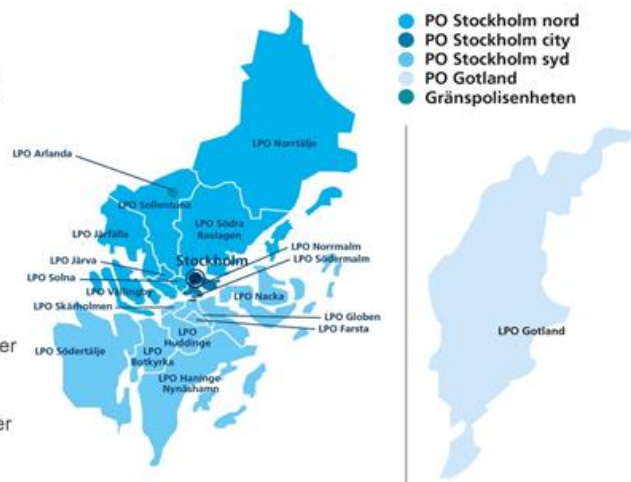 PO Stockholm nord
PO Stockholm city
PO Stockholm syd
PO Gotland
Gränspolisenheten
LPO Norrtälje
LPO Arlanda
LPO Sollentuna
LPO Södra
Roslagen
LPO Järfälla
LPO Norrmalm
LPO Järva
Stockholm
LPO Södermalm
LPO Solna
LPO Vällingby
LPO Nacka
LPO Skärholmen
LPO Globen
LPO Farsta
LPO
Huddinge
LPO Gotland
er
LPO Södertälje
LPO
Botkyrka
LPO Haninge-
Nynäshamn
er